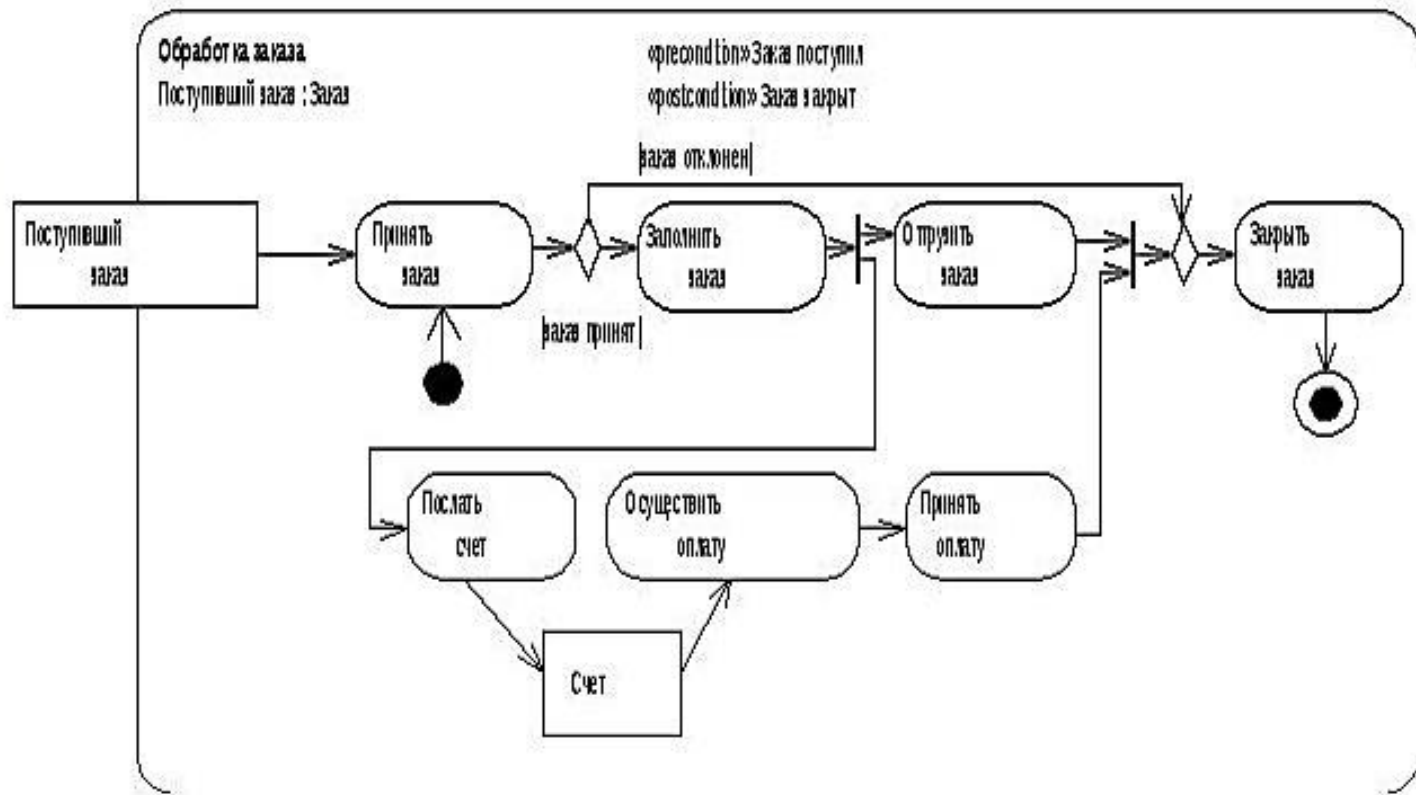 Обработка заказа
Поступивший заказ : Заказ
«precondition» Заказ поступил
«postcondtion» Заказ закрыт
[заказ отклонен]
Поступивший
заказ
Принять
заказ
Заполнить
заказ
Отгрузить
заказ
Закрыть
заказ
[заказ принят]
Послать
счет
Осуществить
оплату
Принять
оплату
Счет